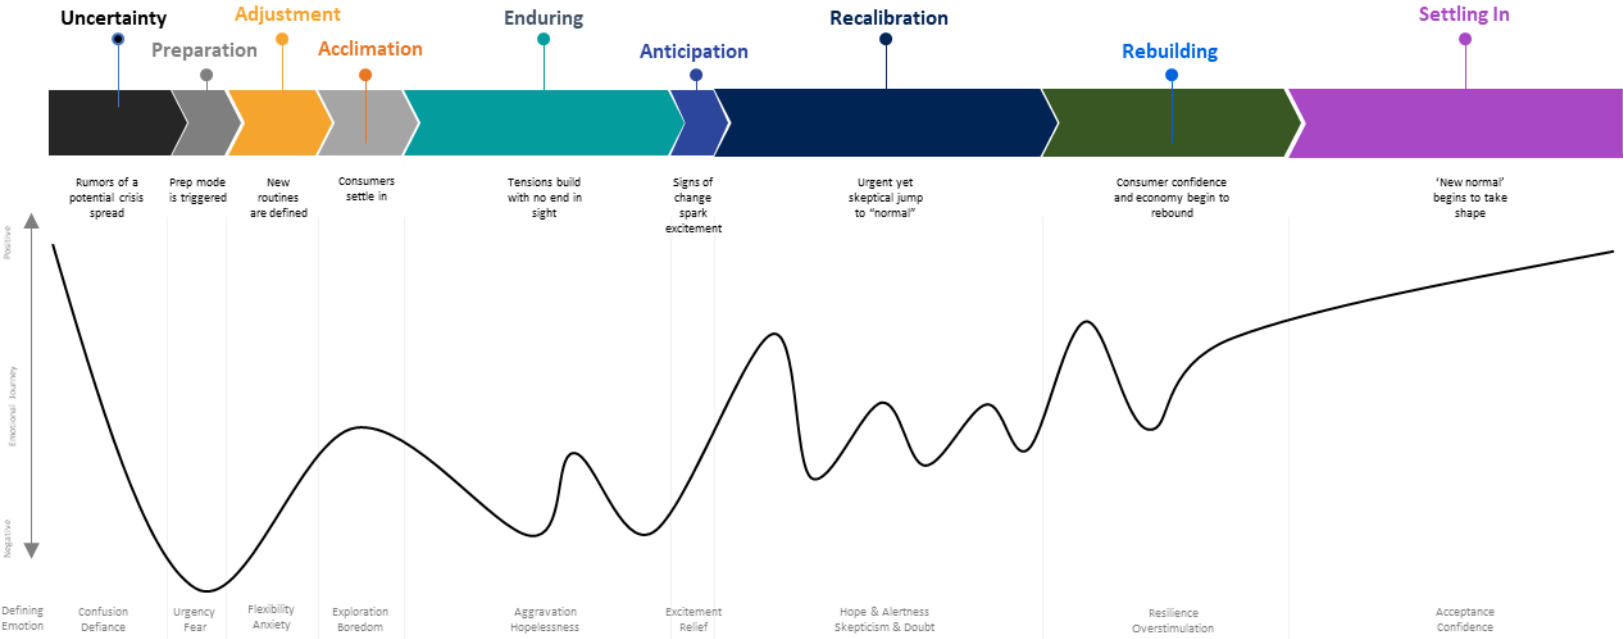 Uncertainty
Preparation
Adjustment
Acclimation
Enduring
Anticipation
Recalibration
Rebuilding
Settling In
Rumors of a
potential crisis
spread
Prep mode
is triggered
New
routines
are defined
Consumers
settle in
Tensions build
with no end in
sight
Signs of
change
spark
excitement
Urgent yet
skeptical jump
to “normal”
Consumer confidence
and economy begin to
rebound
‘New normal’
begins to take
shape
Positive
Emotional Journey
Negative
Defining
Emotion
Confusion
Defiance
Urgency
Fear
Flexibility
Anxiety
Exploration
Boredom
Aggravation
Hopelessness
Excitement
Relief
Hope & Alertness
Skepticism & Doubt
Resilience
Overstimulation
Acceptance
Confidence